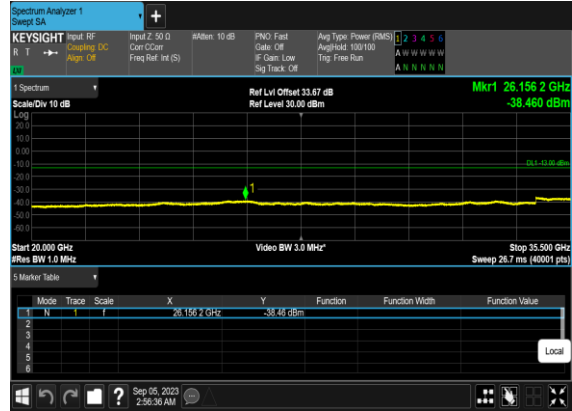 Spectrum Analyzer 1
Swept SA
+
KEYSIGHT Input: RF Input Z: 50 Ω #Atten: 10 dB PNO: Fast Avg Type: Power (RMS) 1 2 3 4 5 6
R T Coupling: DC Corr CCorr Gate: Off Avg|Hold: 100/100 A W W W W W
Align: Off Freq Ref: Int (S) IF Gain: Low Trig: Free Run
Sig Track: Off A N N N N N
LW
1 Spectrum Ref Lvl Offset 33.67 dB Mkr1 26.156 2 GHz
Scale/Div 10 dB Ref Level 30.00 dBm -38.460 dBm
Log
20.0
10.0
0.00
-10.0 DL1 -13.00 dBm
-20.0
-30.0 1
-40.0
-50.0
-60.0
Start 20.000 GHz Video BW 3.0 MHz* Stop 35.500 GHz
#Res BW 1.0 MHz Sweep 26.7 ms (40001 pts)
5 Marker Table
Mode Trace Scale X Y Function Function Width Function Value
1 N 1 f 26.156 2 GHz -38.46 dBm
2
3
4
5
6
Local
? Sep 05, 2023
2:56:36 AM